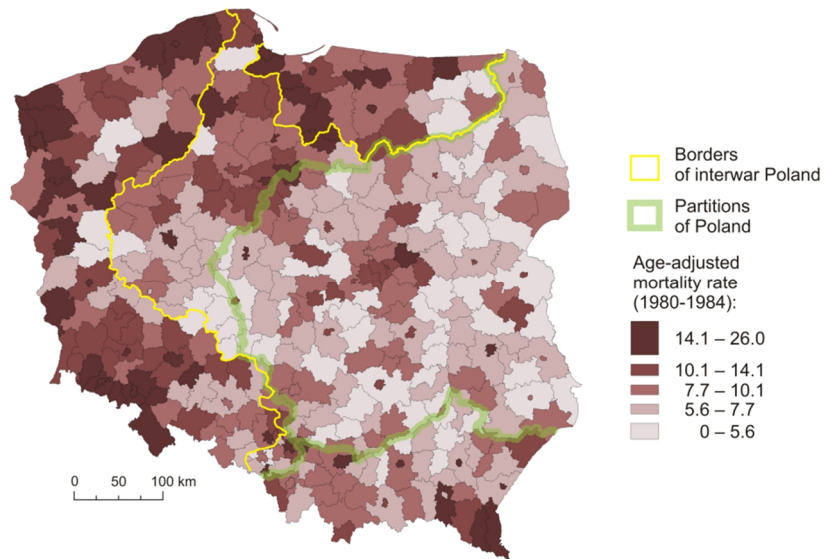 Borders
of interwar Poland
Partitions
of Poland
Age-adjusted
mortality rate
(1980-1984):
14.1 – 26.0
10.1 – 14.1
7.7 – 10.1
5.6 – 7.7
0 – 5.6
0 50 100 km